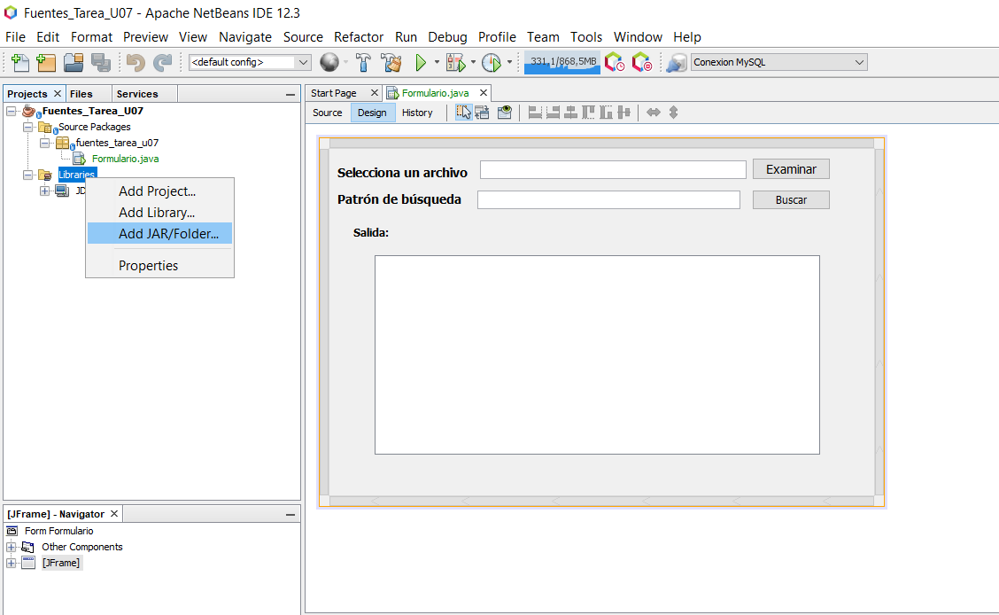 Fuentes_Tarea_U07 - Apache NetBeans IDE 12.3
File Edit Format Preview View Navigate Source Refactor Run Debug Profile Team Tools Window Help
<default config> 331,1/868,5MB Conexion MySQL
Projects Files Services
Fuentes_Tarea_U07
Source Packages
fuentes_tarea_u07
Formulario.java
Libraries
JD
Add Project...
Add Library...
Add JAR/Folder...
Properties
[JFrame] - Navigator
Form Formulario
Other Components
[JFrame]
Start Page Formulario.java
Source Design History
Selecciona un archivo Examinar
Patrón de búsqueda Buscar
Salida: